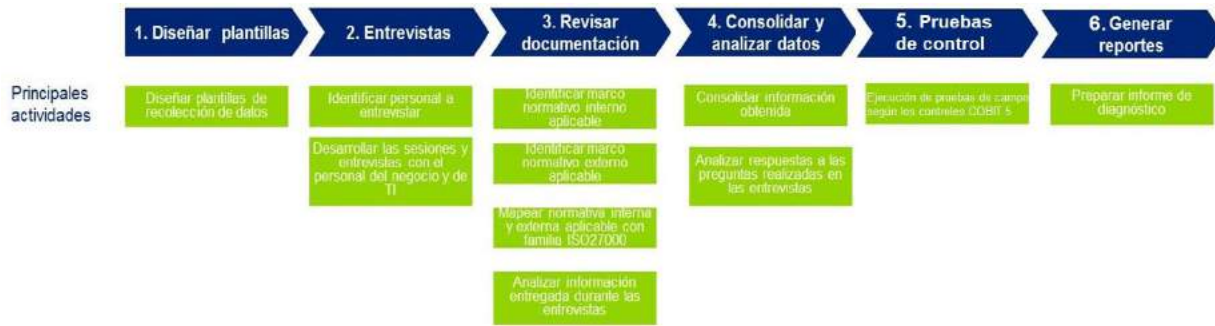 1. Diseñar plantillas
2. Entrevistas
3. Revisar
documentación
4. Consolidar y
analizar datos
5. Pruebas
de control
6. Generar
reportes
Principales
actividades
Diseñar plantillas de
recolección de datos
Identificar personal a
entrevistar
Desarrollar las sesiones y
entrevistas con el
personal del negocio y de
TI
Identificar marco
normativo interno
aplicable
Identificar marco
normativo externo
aplicable
Mapear normativa interna
y externa aplicable con
familia ISO27000
Analizar información
entregada durante las
entrevistas
Consolidar información
obtenida
Analizar respuestas a las
preguntas realizadas en
las entrevistas
Ejecución de pruebas de campo
según los controles COBIT 5
Preparar informe de
diagnóstico